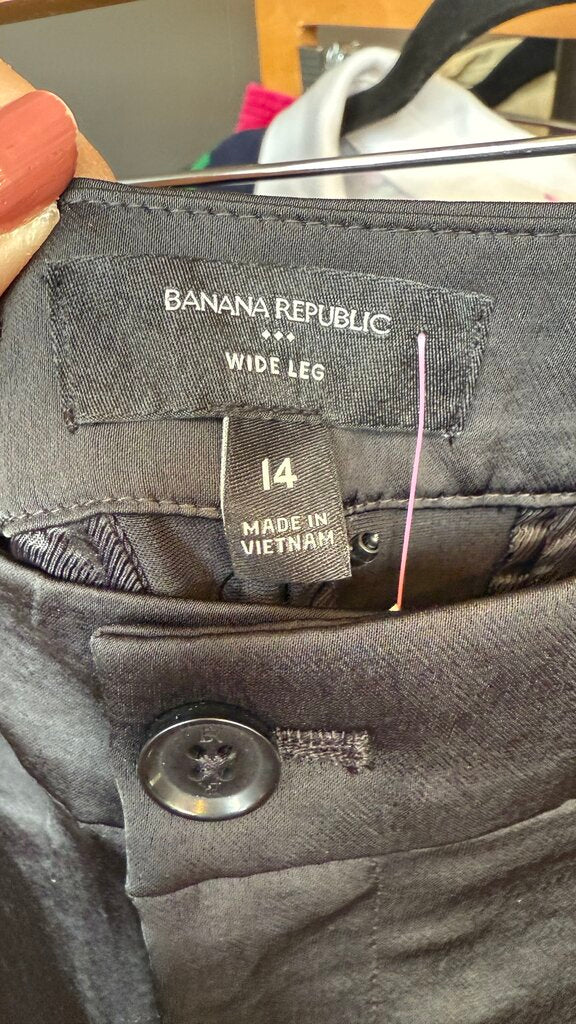 BANANA REPUBLIC
WIDE LEG
14
MADE IN
VIETNAM